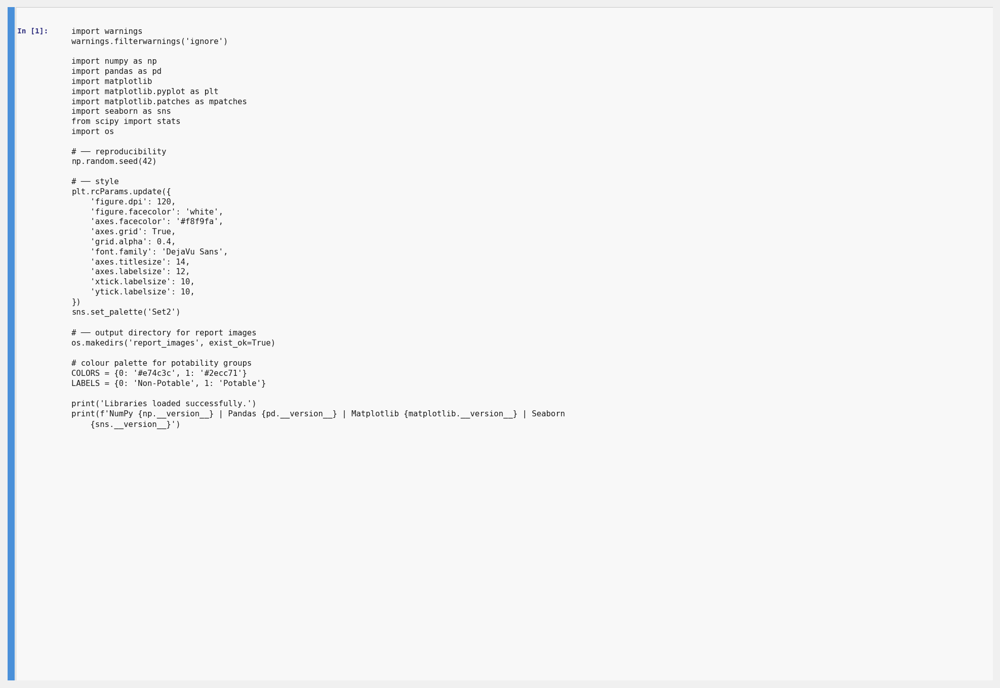 In [1]: import warnings
warnings.filterwarnings('ignore')

import numpy as np
import pandas as pd
import matplotlib
import matplotlib.pyplot as plt
import matplotlib.patches as mpatches
import seaborn as sns
from scipy import stats
import os

# ── reproducibility
np.random.seed(42)

# ── style
plt.rcParams.update({
    'figure.dpi': 120,
    'figure.facecolor': 'white',
    'axes.facecolor': '#f8f9fa',
    'axes.grid': True,
    'grid.alpha': 0.4,
    'font.family': 'DejaVu Sans',
    'axes.titlesize': 14,
    'axes.labelsize': 12,
    'xtick.labelsize': 10,
    'ytick.labelsize': 10,
})
sns.set_palette('Set2')

# ── output directory for report images
os.makedirs('report_images', exist_ok=True)

# colour palette for potability groups
COLORS = {0: '#e74c3c', 1: '#2ecc71'}
LABELS = {0: 'Non-Potable', 1: 'Potable'}

print('Libraries loaded successfully.')
print(f'NumPy {np.__version__} | Pandas {pd.__version__} | Matplotlib {matplotlib.__version__} | Seaborn
    {sns.__version__}')